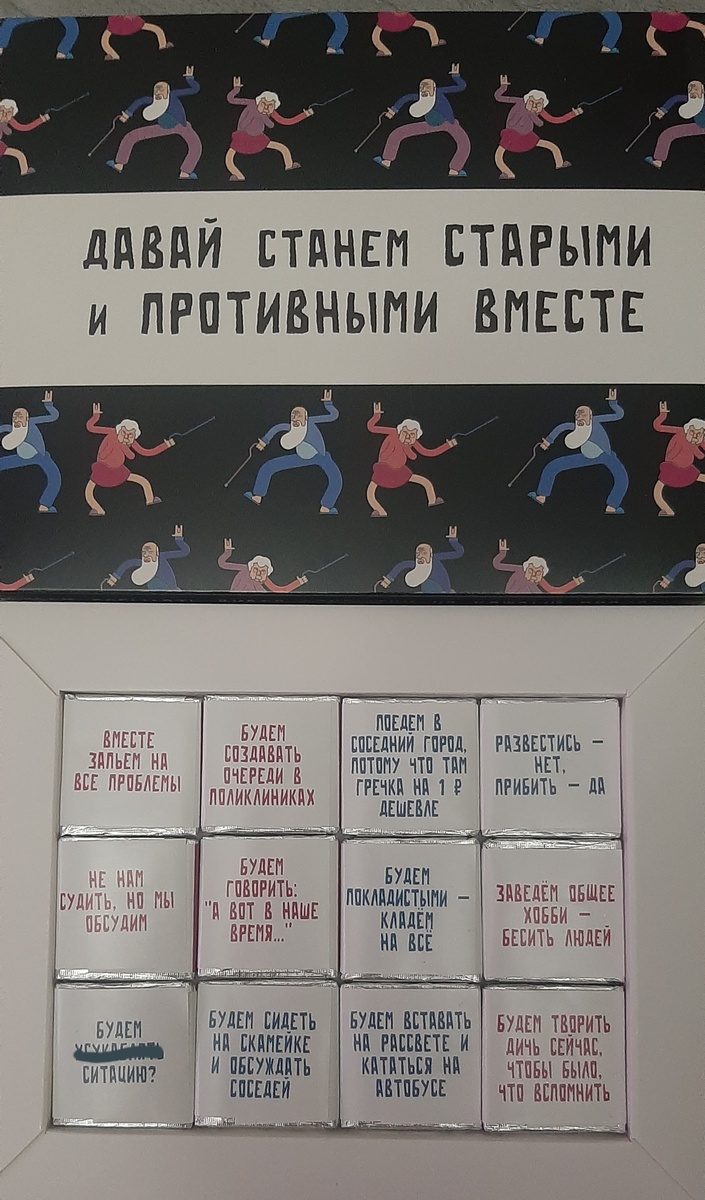 ДАВАЙ СТАНЕМ СТАРЫМИ
И ПРОТИВНЫМИ ВМЕСТЕ
ВМЕСТЕ
ЗАПЬЕМ НА
ВСЕ ПРОБЛЕМЫ
БУДЕМ
СОЗДАВАТЬ
ОЧЕРЕДИ В
ПОЛИКЛИНИКАХ
ПОЕДЕМ В
СОСЕДНИЙ ГОРОД,
ПОТОМУ ЧТО ТАМ
ГРЕЧКА НА 1 ₽
ДЕШЕВЛЕ
РАЗВЕСТИСЬ –
НЕТ,
ПРИБИТЬ – ДА
НЕ НАМ
СУДИТЬ, НО МЫ
ОБСУДИМ
БУДЕМ
ГОВОРИТЬ:
"А ВОТ В НАШЕ
ВРЕМЯ..."
БУДЕМ
ПОКЛАДИСТЫМИ –
КЛАДЁМ
НА ВСЁ
ЗАВЕДЁМ ОБЩЕЕ
ХОББИ –
БЕСИТЬ ЛЮДЕЙ
БУДЕМ
СИТАЦИЮ?
БУДЕМ СИДЕТЬ
НА СКАМЕЙКЕ
И ОБСУЖДАТЬ
СОСЕДЕЙ
БУДЕМ ВСТАВАТЬ
НА РАССВЕТЕ И
КАТАТЬСЯ НА
АВТОБУСЕ
БУДЕМ ТВОРИТЬ
ДИЧЬ СЕЙЧАС,
ЧТОБЫ БЫЛО,
ЧТО ВСПОМНИТЬ